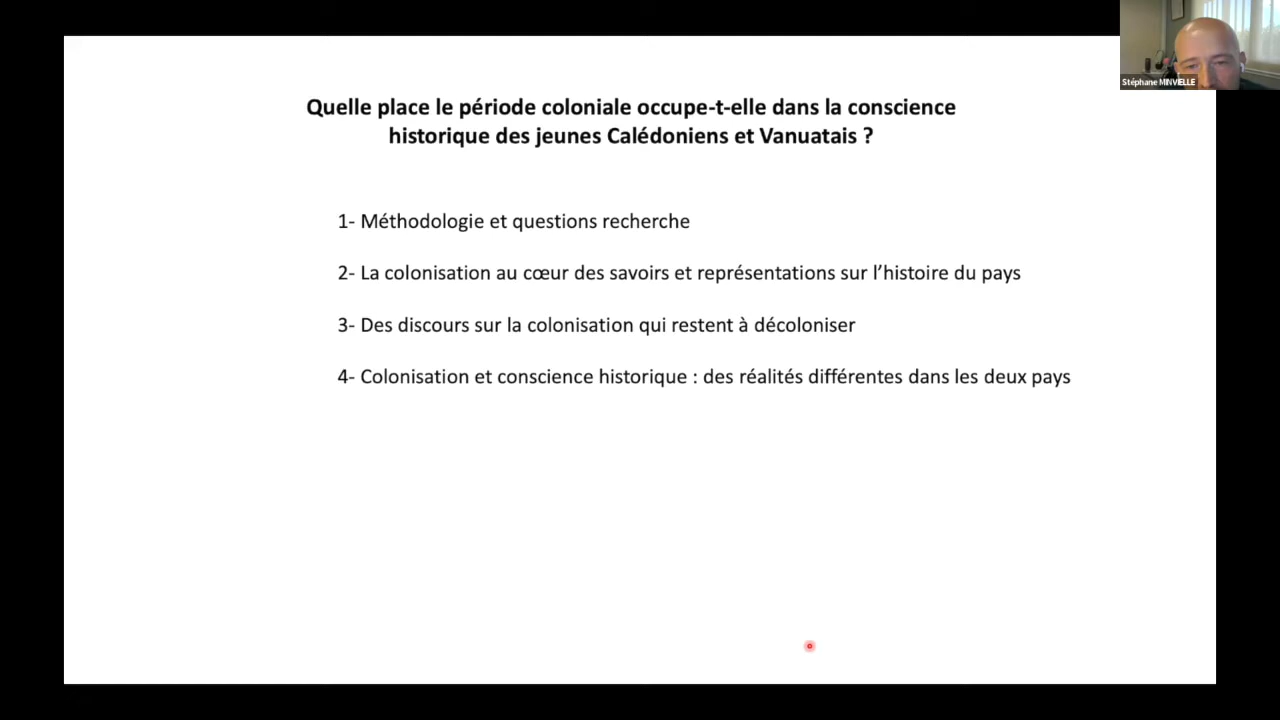 Stéphane MINVIELLE
Quelle place le période coloniale occupe-t-elle dans la conscience
historique des jeunes Calédoniens et Vanuatais ?
1- Méthodologie et questions recherche
2- La colonisation au cœur des savoirs et représentations sur l’histoire du pays
3- Des discours sur la colonisation qui restent à décoloniser
4- Colonisation et conscience historique : des réalités différentes dans les deux pays